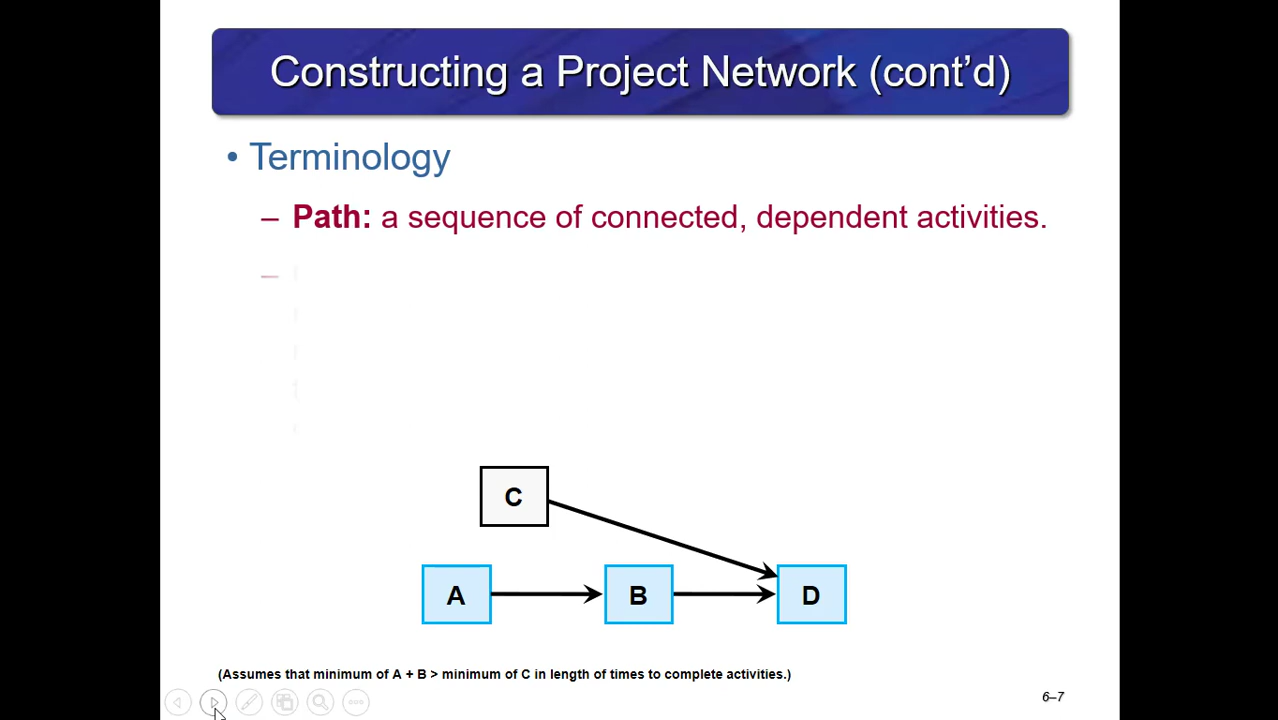 Constructing a Project Network (cont’d)
• Terminology
– Path: a sequence of connected, dependent activities.
–
C
A B D
(Assumes that minimum of A + B > minimum of C in length of times to complete activities.)
6–7